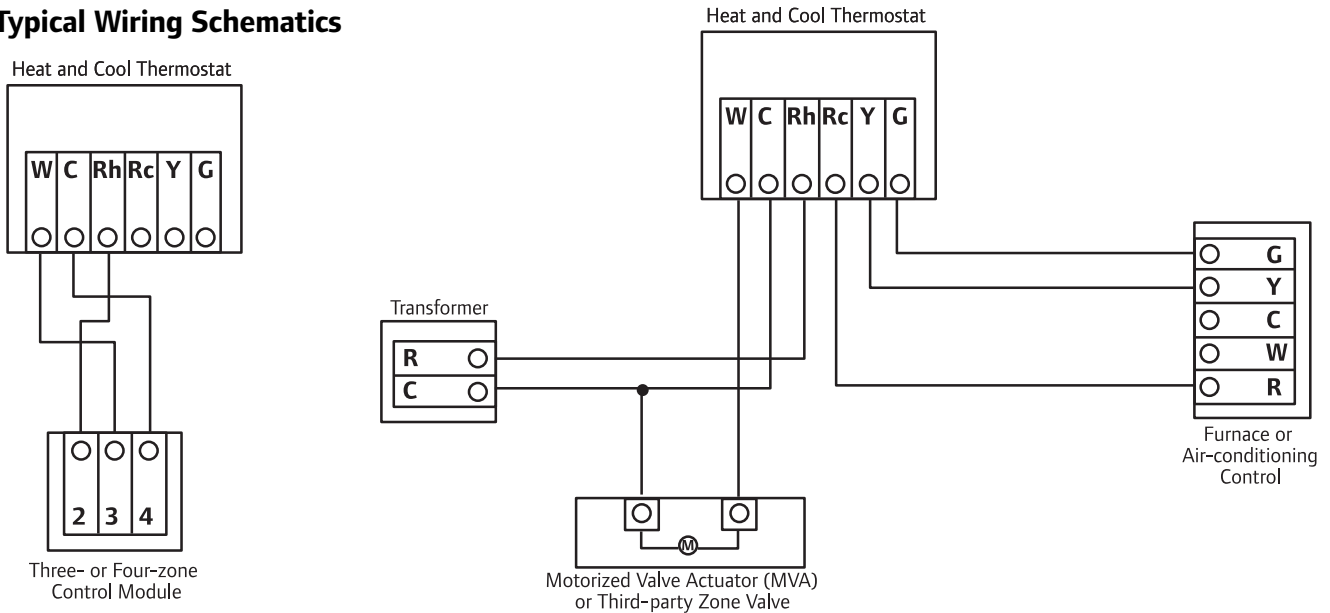 Typical Wiring Schematics
Heat and Cool Thermostat
W C Rh Rc Y G
2 3 4
Three- or Four-zone
Control Module
Heat and Cool Thermostat
W C Rh Rc Y G
Transformer
R
C
M
Motorized Valve Actuator (MVA)
or Third-party Zone Valve
G
Y
C
W
R
Furnace or
Air-conditioning
Control